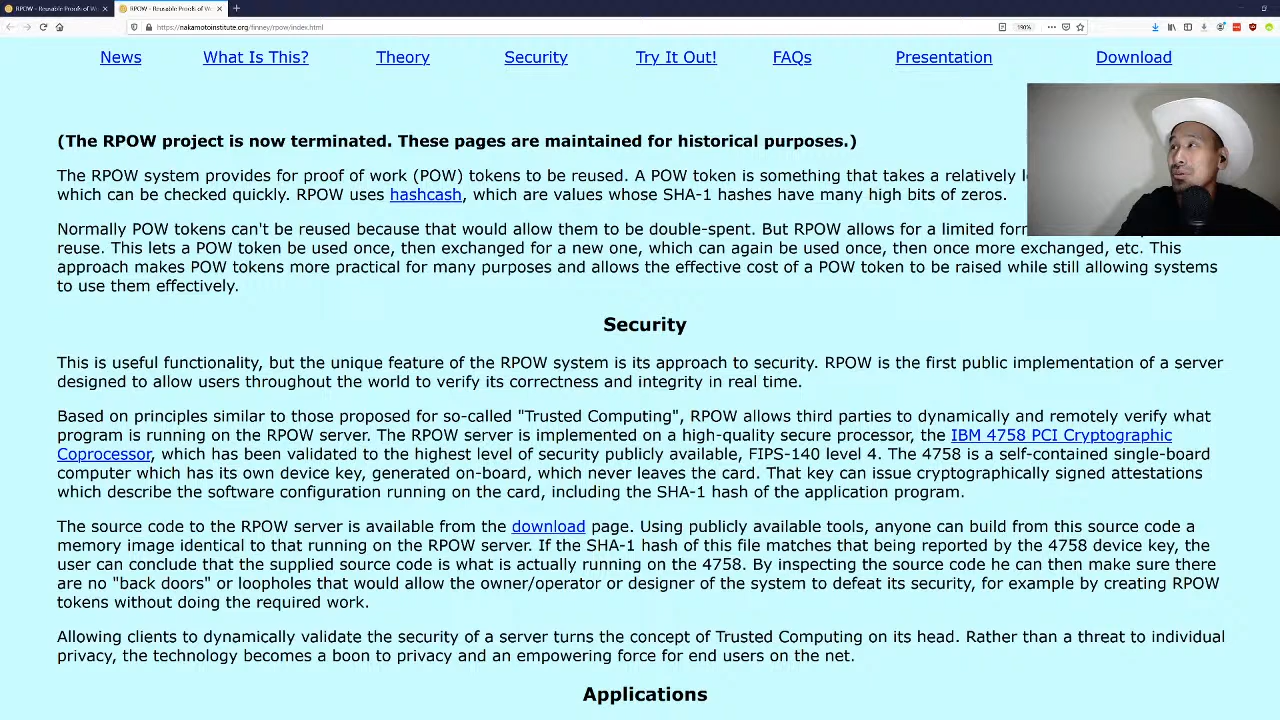 RPOW - Reusable Proofs of W
RPOW - Reusable Proofs of W
https://nakamotoinstitute.org/finney/rpow/index.html
190%
News What Is This? Theory Security Try It Out! FAQs Presentation Download
(The RPOW project is now terminated. These pages are maintained for historical purposes.)
The RPOW system provides for proof of work (POW) tokens to be reused. A POW token is something that takes a relatively
which can be checked quickly. RPOW uses hashcash, which are values whose SHA-1 hashes have many high bits of zeros.
Normally POW tokens can't be reused because that would allow them to be double-spent. But RPOW allows for a limited
reuse. This lets a POW token be used once, then exchanged for a new one, which can again be used once, then once more exchanged, etc. This
approach makes POW tokens more practical for many purposes and allows the effective cost of a POW token to be raised while still allowing systems
to use them effectively.
Security
This is useful functionality, but the unique feature of the RPOW system is its approach to security. RPOW is the first public implementation of a server
designed to allow users throughout the world to verify its correctness and integrity in real time.
Based on principles similar to those proposed for so-called "Trusted Computing", RPOW allows third parties to dynamically and remotely verify what
program is running on the RPOW server. The RPOW server is implemented on a high-quality secure processor, the IBM 4758 PCI Cryptographic
Coprocessor, which has been validated to the highest level of security publicly available, FIPS-140 level 4. The 4758 is a self-contained single-board
computer which has its own device key, generated on-board, which never leaves the card. That key can issue cryptographically signed attestations
which describe the software configuration running on the card, including the SHA-1 hash of the application program.
The source code to the RPOW server is available from the download page. Using publicly available tools, anyone can build from this source code a
memory image identical to that running on the RPOW server. If the SHA-1 hash of this file matches that being reported by the 4758 device key, the
user can conclude that the supplied source code is what is actually running on the 4758. By inspecting the source code he can then make sure there
are no "back doors" or loopholes that would allow the owner/operator or designer of the system to defeat its security, for example by creating RPOW
tokens without doing the required work.
Allowing clients to dynamically validate the security of a server turns the concept of Trusted Computing on its head. Rather than a threat to individual
privacy, the technology becomes a boon to privacy and an empowering force for end users on the net.
Applications